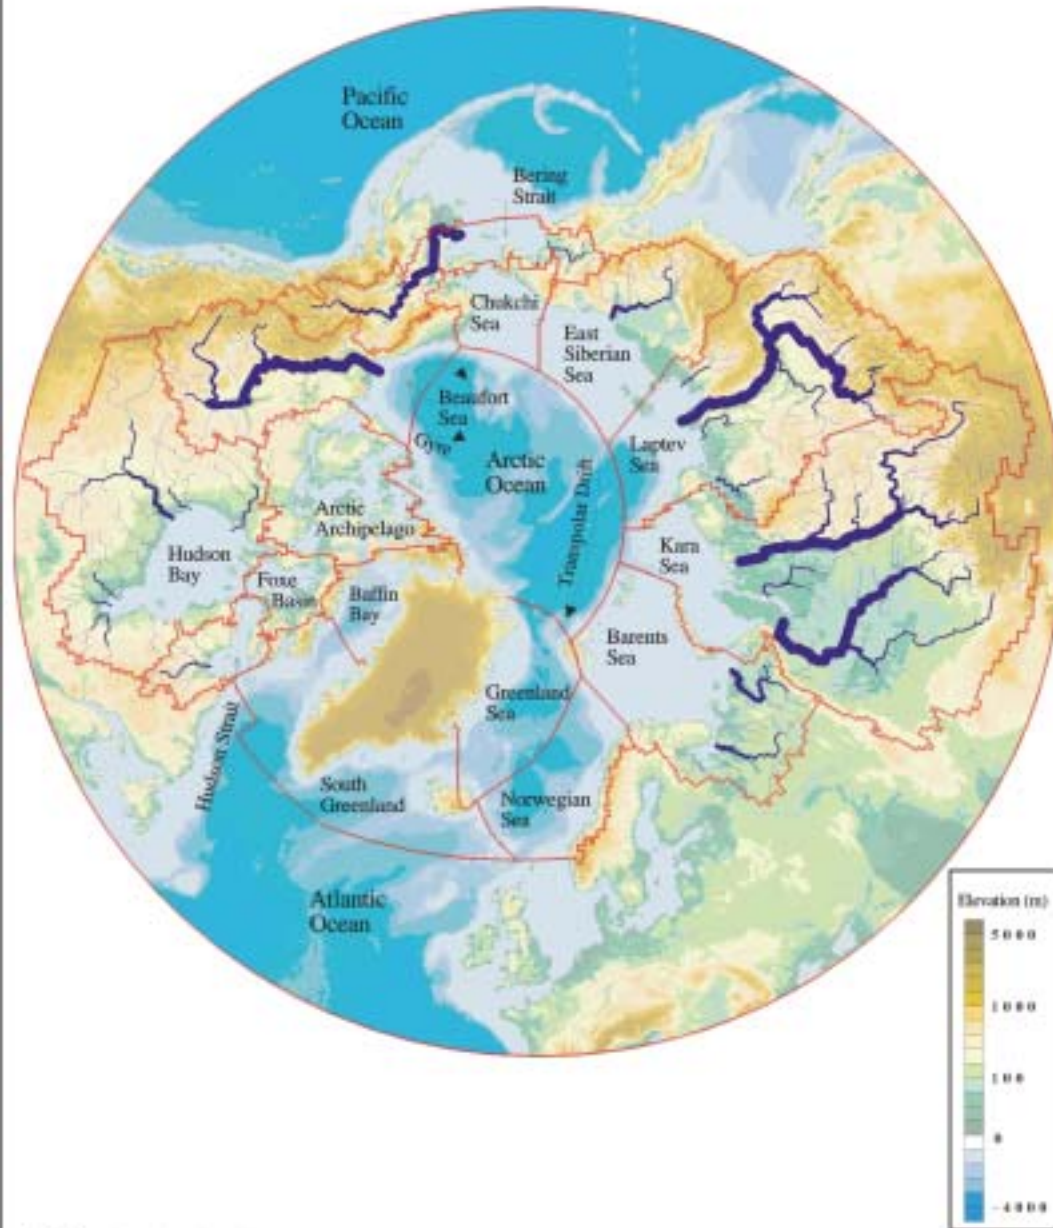 Pacific
Ocean
Bering
Strait
Chukchi
Sea
East
Siberian
Sea
Beaufort
Sea
Gyre
Laptev
Sea
Arctic
Ocean
Transpolar Drift
Arctic
Archipelago
Hudson
Bay
Kara
Sea
Foxe
Basin
Baffin
Bay
Barents
Sea
Greenland
Sea
Hudson Strait
South
Greenland
Norwegian
Sea
Atlantic
Ocean
Elevation (m)
5000
1000
100
0
-4000